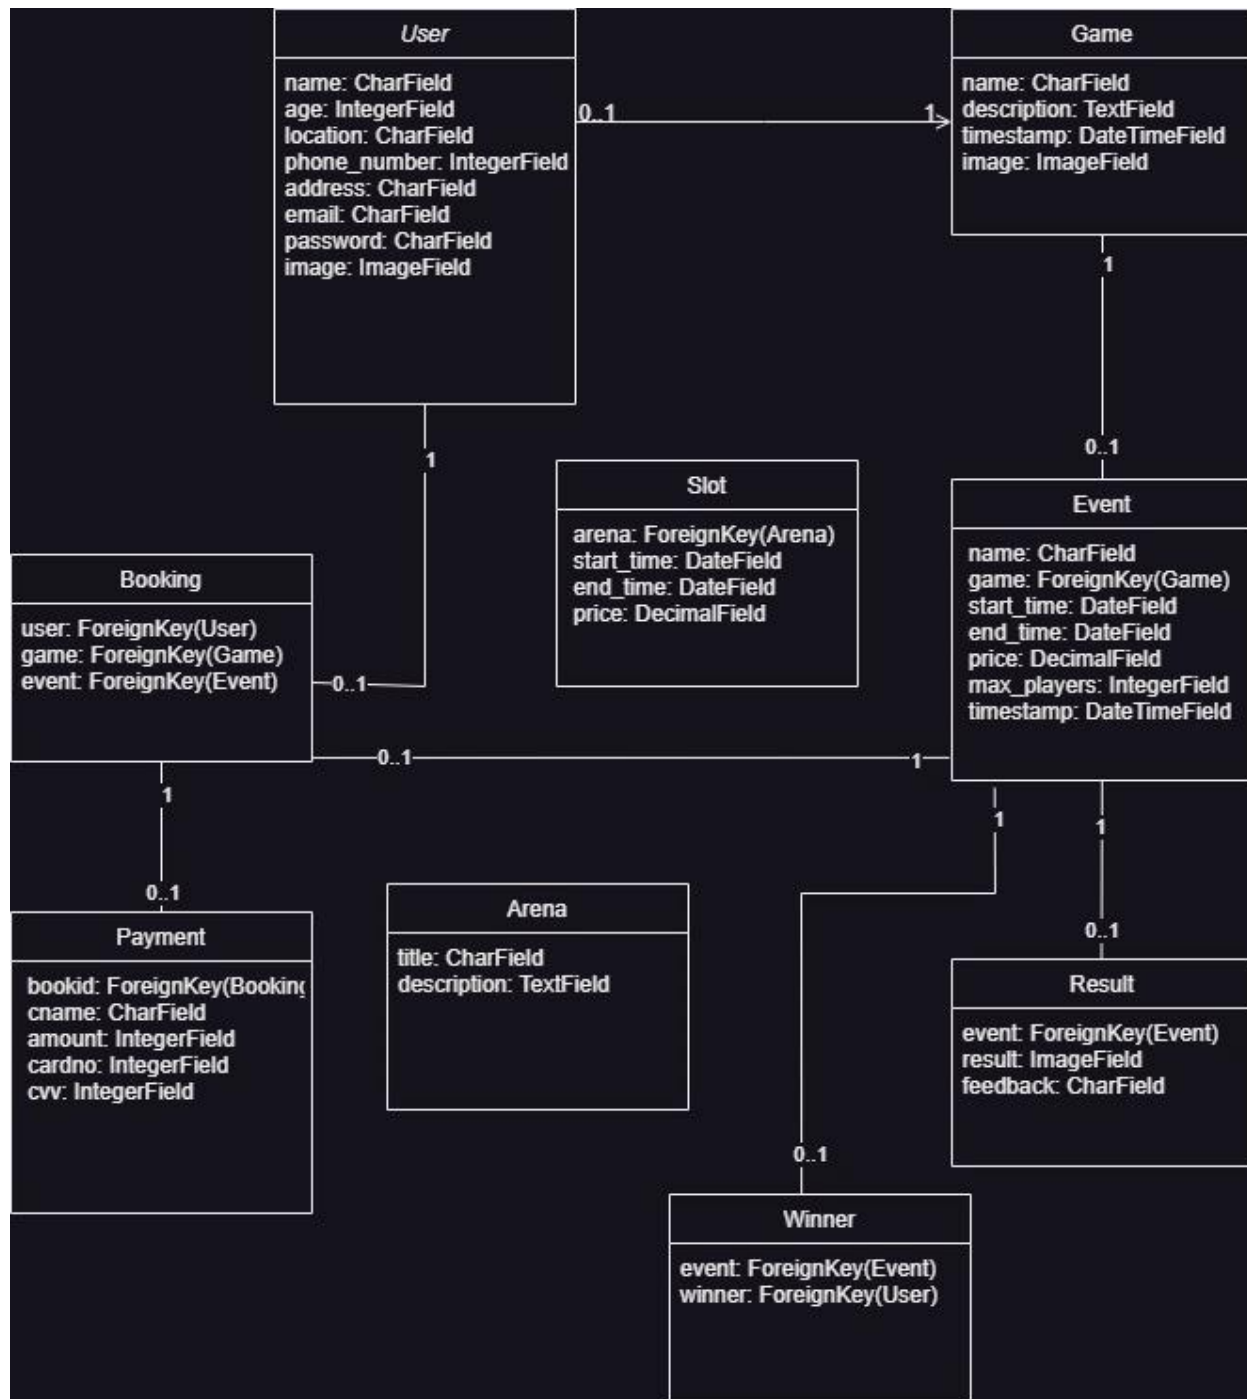 User
name: CharField
age: IntegerField
location: CharField
phone_number: IntegerField
address: CharField
email: CharField
password: CharField
image: ImageField
0..1
1
Game
name: CharField
description: TextField
timestamp: DateTimeField
image: ImageField
1
0..1
1
0..1
Slot
arena: ForeignKey(Arena)
start_time: DateField
end_time: DateField
price: DecimalField
Event
name: CharField
game: ForeignKey(Game)
start_time: DateField
end_time: DateField
price: DecimalField
max_players: IntegerField
timestamp: DateTimeField
Booking
user: ForeignKey(User)
game: ForeignKey(Game)
event: ForeignKey(Event)
0..1
1
1
0..1
1
1
0..1
0..1
Payment
bookid: ForeignKey(Booking
cname: CharField
amount: IntegerField
cardno: IntegerField
cvv: IntegerField
Arena
title: CharField
description: TextField
Result
event: ForeignKey(Event)
result: ImageField
feedback: CharField
Winner
event: ForeignKey(Event)
winner: ForeignKey(User)